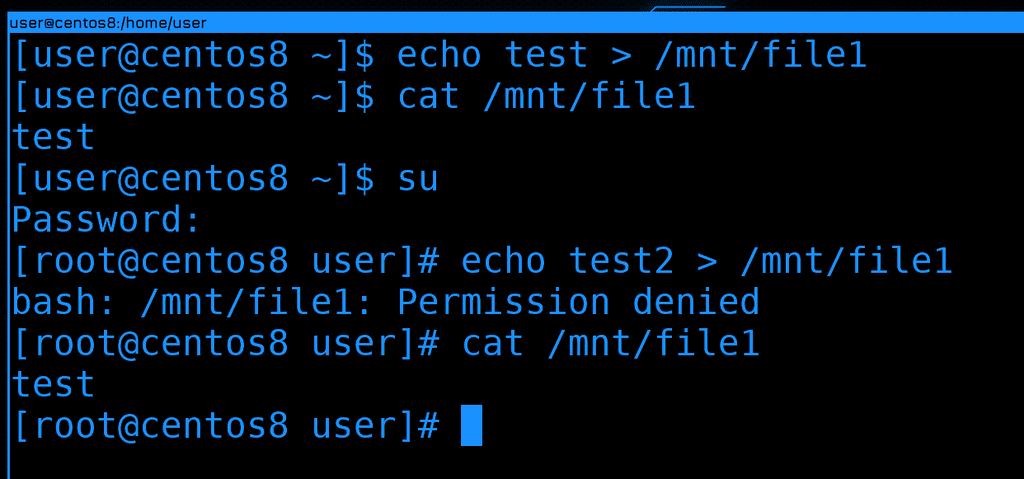 user@centos8:/home/user
[user@centos8 ~]$ echo test > /mnt/file1
[user@centos8 ~]$ cat /mnt/file1
test
[user@centos8 ~]$ su
Password:
[root@centos8 user]# echo test2 > /mnt/file1
bash: /mnt/file1: Permission denied
[root@centos8 user]# cat /mnt/file1
test
[root@centos8 user]#